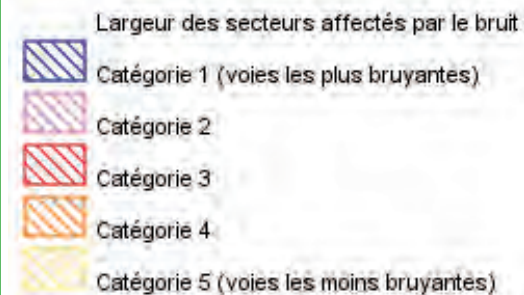 Largeur des secteurs affectés par le bruit
Catégorie 1 (voies les plus bruyantes)
Catégorie 2
Catégorie 3
Catégorie 4
Catégorie 5 (voies les moins bruyantes)